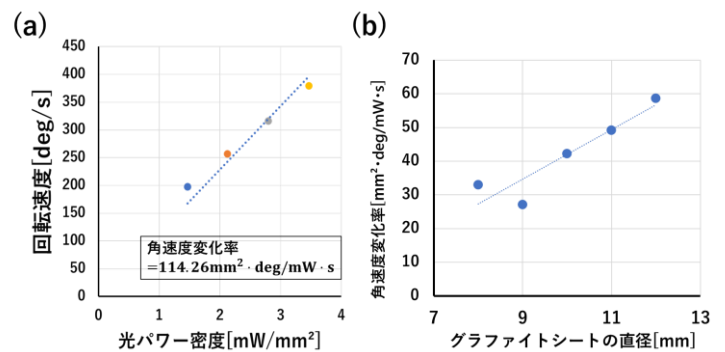 (a)
450
400
350
300
250
200
150
100
50
0
回転速度[deg/s]
角速度変化率
=114.26mm²・deg/mW・s
0 1 2 3 4
光パワー密度[mW/mm²]
(b)
70
60
50
40
30
20
10
0
角速度変化率[mm²・deg/mW・s]
7 9 11 13
グラファイトシートの直径[mm]